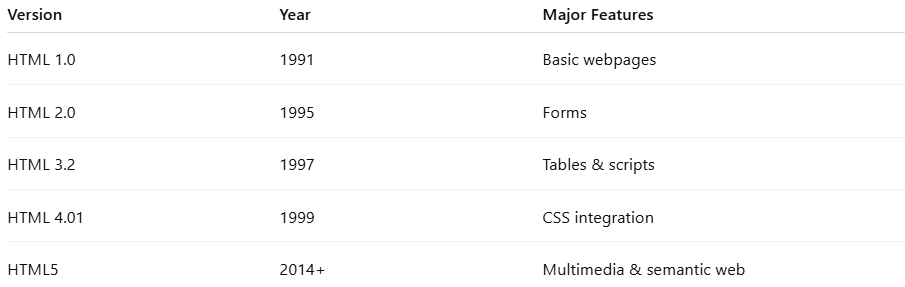 Version Year Major Features
HTML 1.0 1991 Basic webpages
HTML 2.0 1995 Forms
HTML 3.2 1997 Tables & scripts
HTML 4.01 1999 CSS integration
HTML5 2014+ Multimedia & semantic web